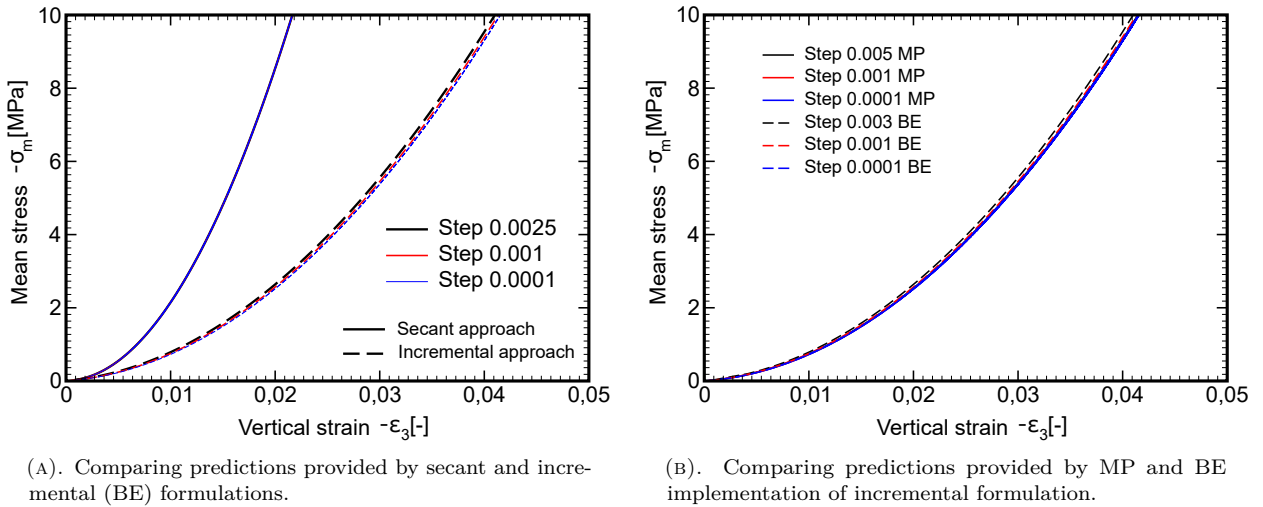 10
8
6
4
2
0
Mean stress -σm[MPa]
Step 0.0025
Step 0.001
Step 0.0001
Secant approach
Incremental approach
0 0,01 0,02 0,03 0,04 0,05
Vertical strain -ε3[-]
(A). Comparing predictions provided by secant and incre-
mental (BE) formulations.
10
8
6
4
2
0
Mean stress -σm[MPa]
Step 0.005 MP
Step 0.001 MP
Step 0.0001 MP
Step 0.003 BE
Step 0.001 BE
Step 0.0001 BE
0 0,01 0,02 0,03 0,04 0,05
Vertical strain -ε3[-]
(B). Comparing predictions provided by MP and BE
implementation of incremental formulation.